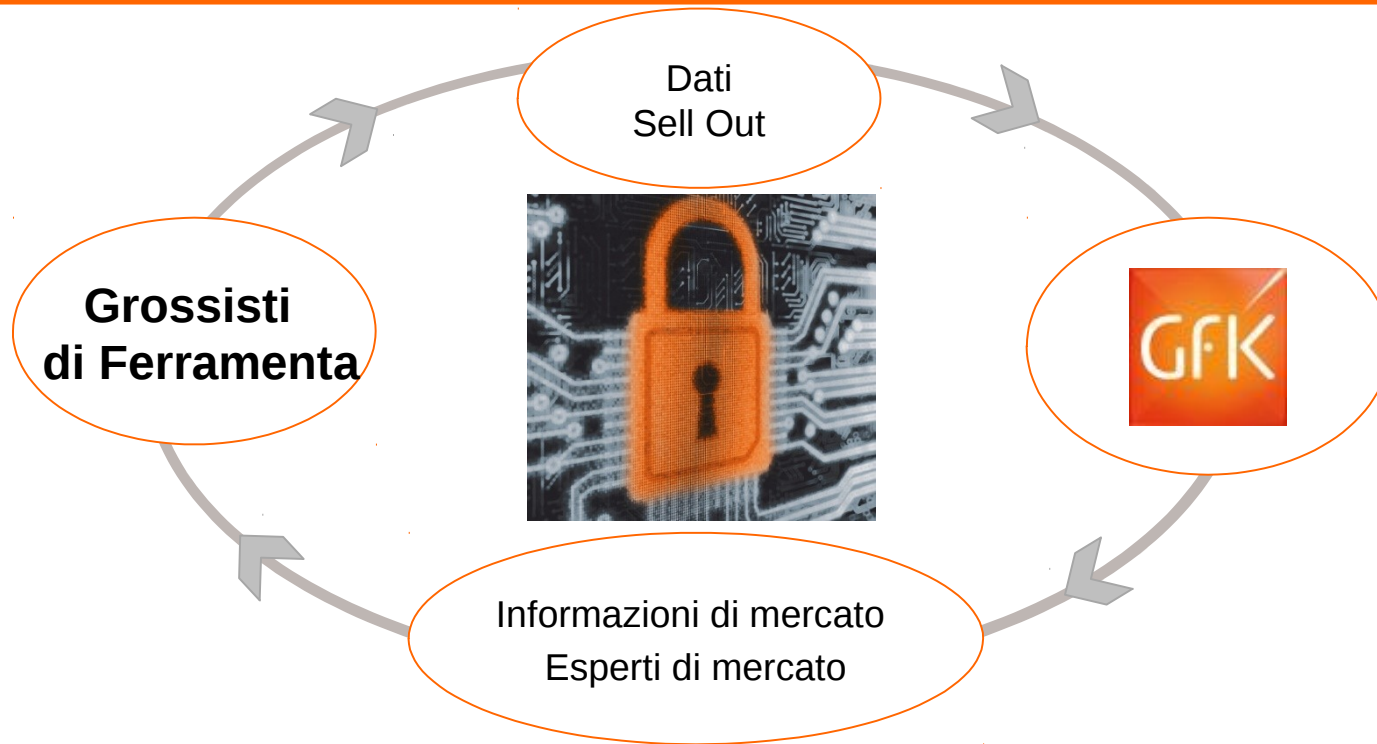 Dati
Sell Out
Grossisti
di Ferramenta
GfK
Informazioni di mercato
Esperti di mercato